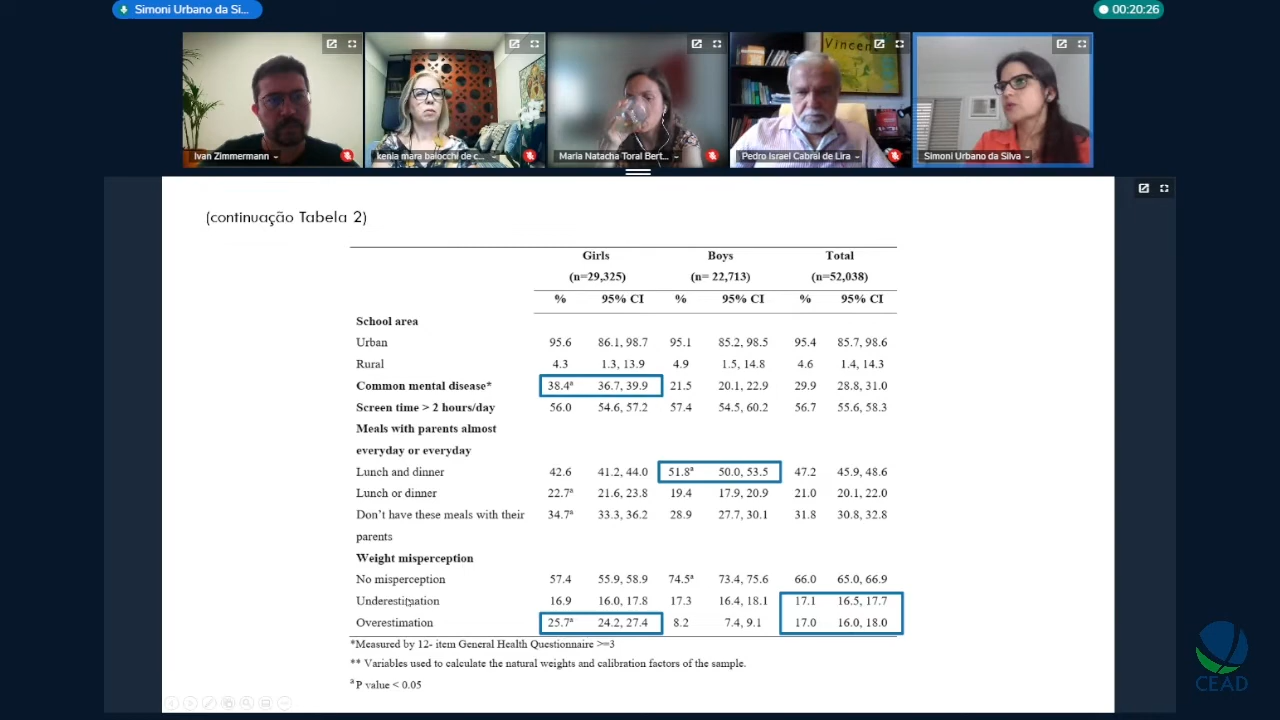 Simoni Urbano da Si...
00:20:26
Vincen
Ivan Zimmermann
kenia mara baiocchi de c...
Maria Natacha Toral Bert...
Pedro Israel Cabral de Lira
Simoni Urbano da Silva
(continuação Tabela 2)
Girls Boys Total
(n=29,325) (n= 22,713) (n=52,038)
% 95% CI % 95% CI % 95% CI
School area
Urban 95.6 86.1, 98.7 95.1 85.2, 98.5 95.4 85.7, 98.6
Rural 4.3 1.3, 13.9 4.9 1.5, 14.8 4.6 1.4, 14.3
Common mental disease* 38.4ᵃ 36.7, 39.9 21.5 20.1, 22.9 29.9 28.8, 31.0
Screen time > 2 hours/day 56.0 54.6, 57.2 57.4 54.5, 60.2 56.7 55.6, 58.3
Meals with parents almost
everyday or everyday
Lunch and dinner 42.6 41.2, 44.0 51.8ᵃ 50.0, 53.5 47.2 45.9, 48.6
Lunch or dinner 22.7ᵃ 21.6, 23.8 19.4 17.9, 20.9 21.0 20.1, 22.0
Don't have these meals with their 34.7ᵃ 33.3, 36.2 28.9 27.7, 30.1 31.8 30.8, 32.8
parents
Weight misperception
No misperception 57.4 55.9, 58.9 74.5ᵃ 73.4, 75.6 66.0 65.0, 66.9
Underestimation 16.9 16.0, 17.8 17.3 16.4, 18.1 17.1 16.5, 17.7
Overestimation 25.7ᵃ 24.2, 27.4 8.2 7.4, 9.1 17.0 16.0, 18.0
*Measured by 12- item General Health Questionnaire >=3
** Variables used to calculate the natural weights and calibration factors of the sample.
ᵃ P value < 0.05
CEAD